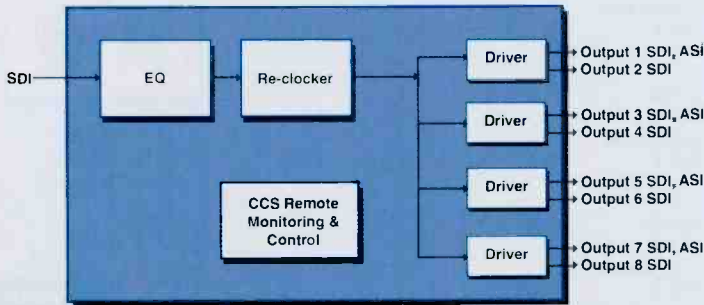 SDI
EQ
Re-clocker
Driver
Output 1 SDI, ASI
Output 2 SDI
Driver
Output 3 SDI, ASI
Output 4 SDI
CCS Remote
Monitoring &
Control
Driver
Output 5 SDI, ASI
Output 6 SDI
Driver
Output 7 SDI, ASI
Output 8 SDI